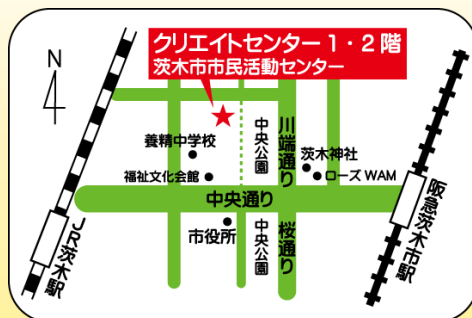 クリエイトセンター1・2階
茨木市市民活動センター
N
養精中学校
福祉文化会館
中央公園
川端通り
茨木神社
ローズWAM
中央通り
市役所
中央公園
桜通り
JR茨木駅
阪急茨木市駅